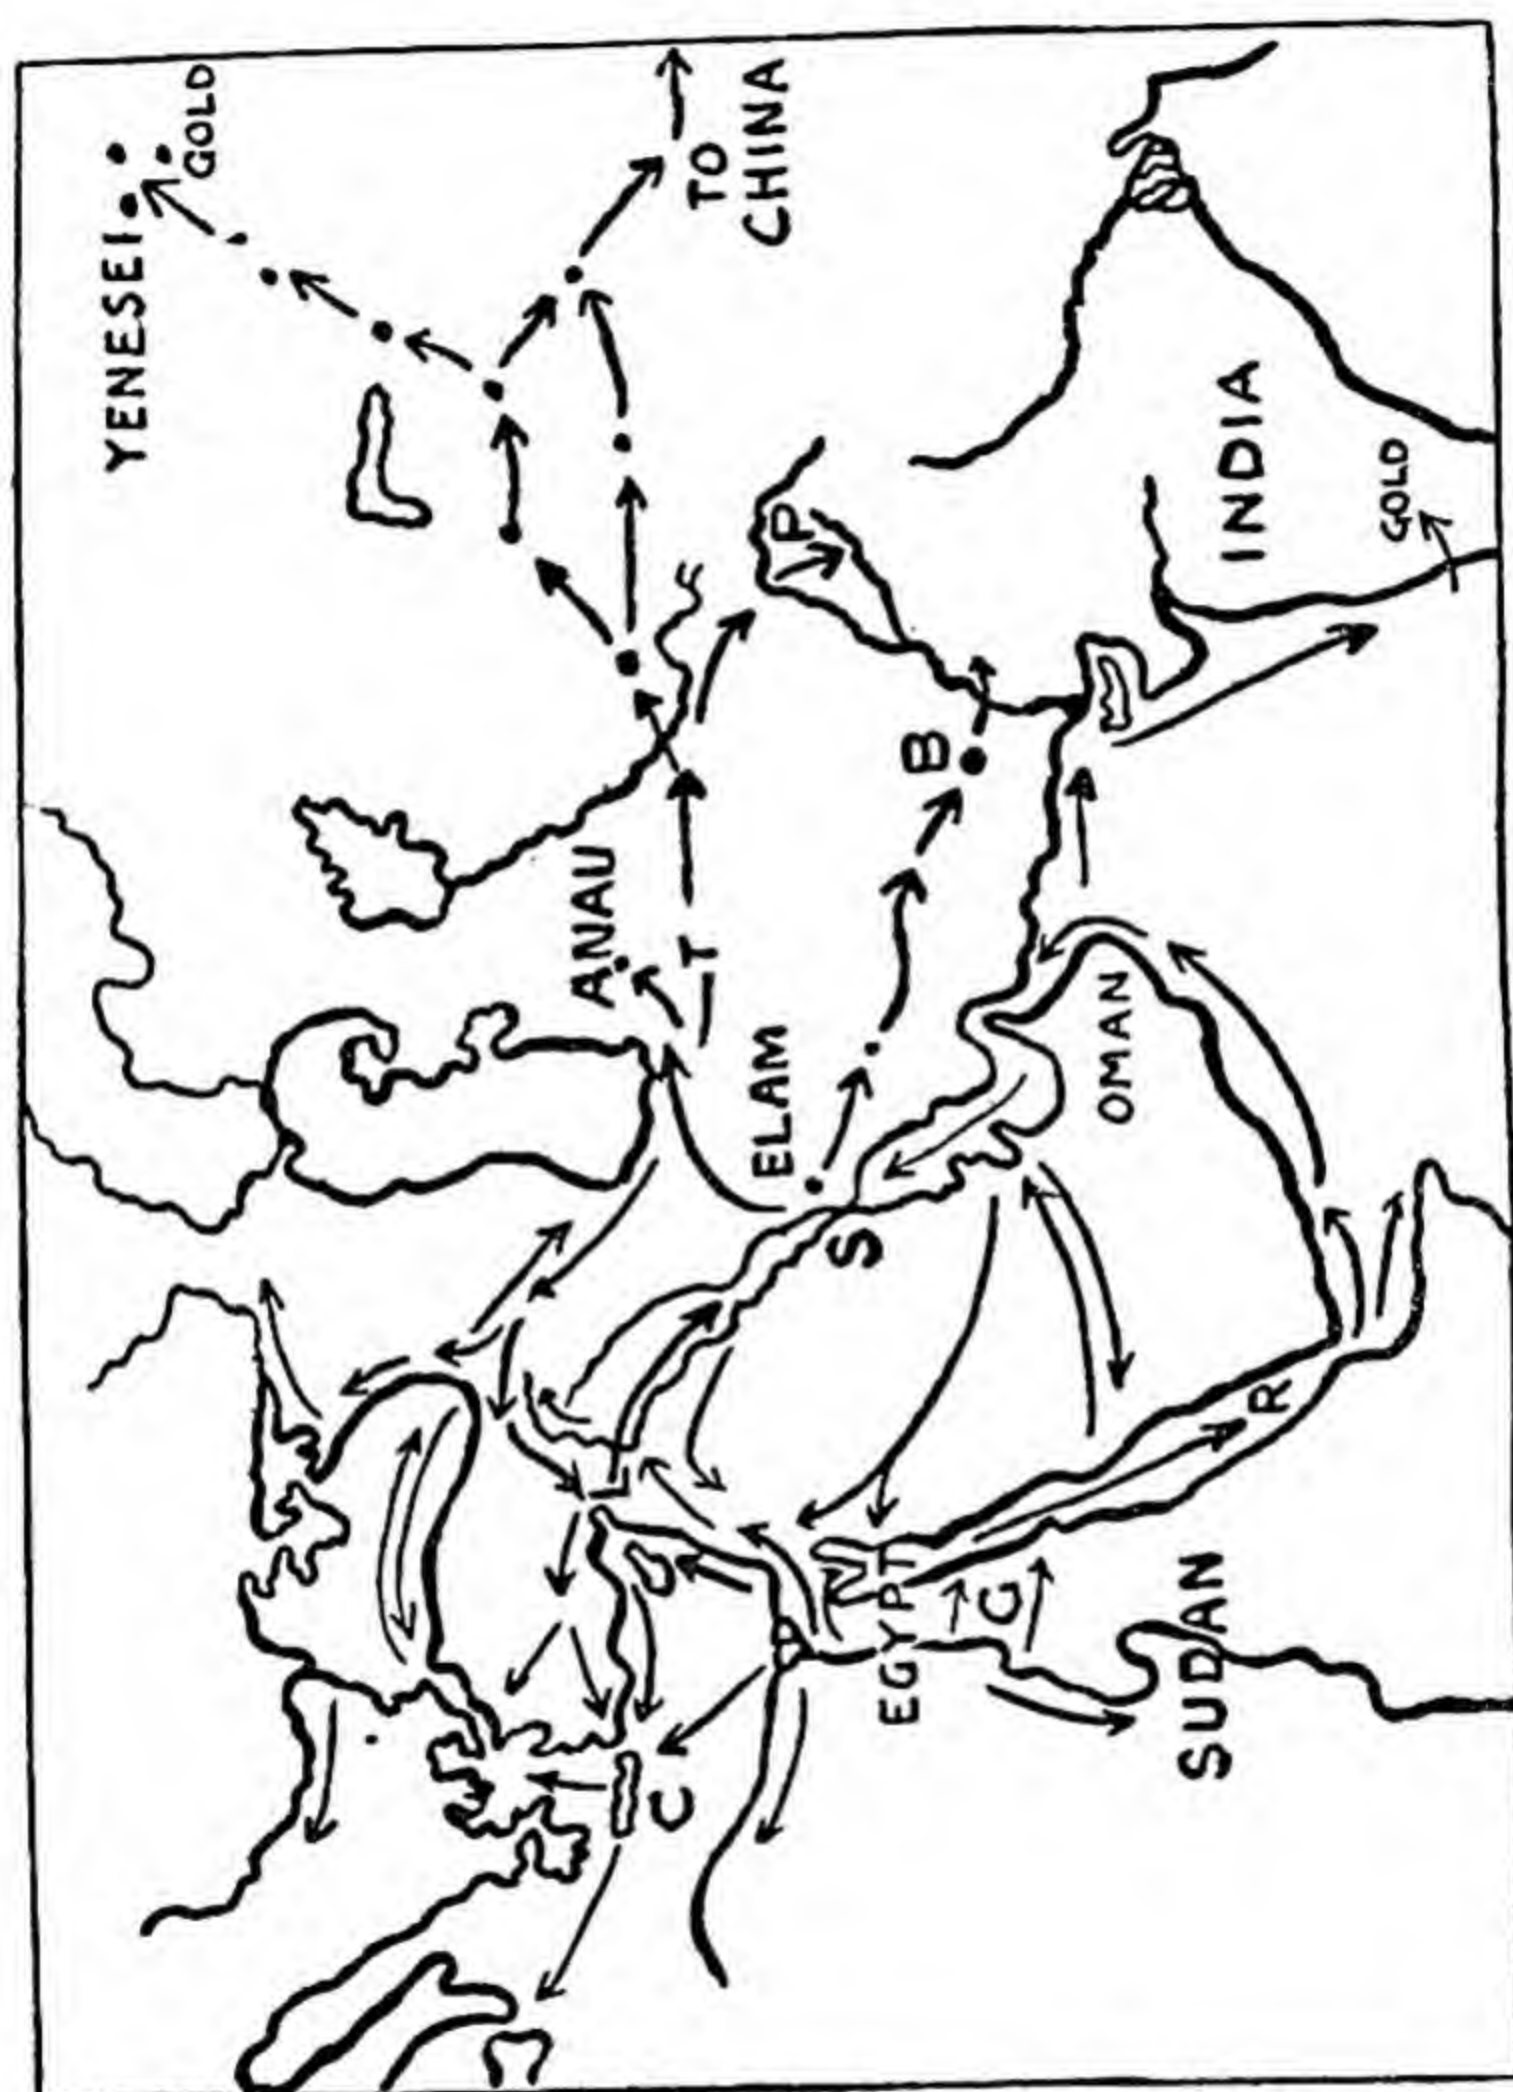 YENESEI
GOLD
TO
CHINA
ANAU
T
P
B
ELAM
S
OMAN
INDIA
GOLD
L
C
EGYPT
G
R
SUDAN